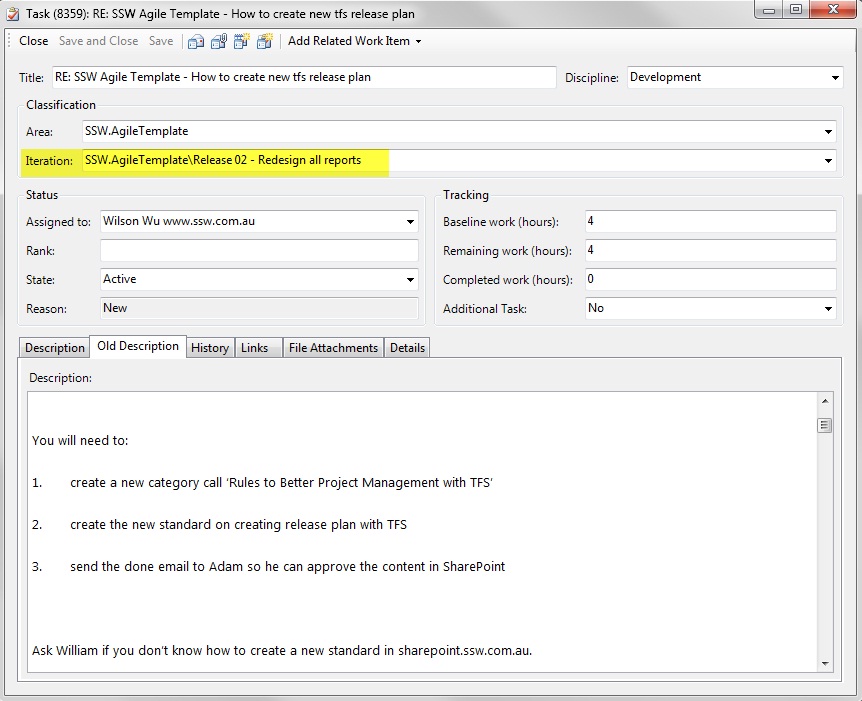 Task (8359): RE: SSW Agile Template - How to create new tfs release plan
Close Save and Close Save Add Related Work Item
Title: RE: SSW Agile Template - How to create new tfs release plan Discipline: Development
Classification
Area: SSW.AgileTemplate
Iteration: SSW.AgileTemplate\Release 02 - Redesign all reports
Status Tracking
Assigned to: Wilson Wu www.ssw.com.au Baseline work (hours): 4
Rank: Remaining work (hours): 4
State: Active Completed work (hours): 0
Reason: New Additional Task: No
Description Old Description History Links File Attachments Details
Description:
You will need to:
1. create a new category call ‘Rules to Better Project Management with TFS’
2. create the new standard on creating release plan with TFS
3. send the done email to Adam so he can approve the content in SharePoint
Ask William if you don’t know how to create a new standard in sharepoint.ssw.com.au.